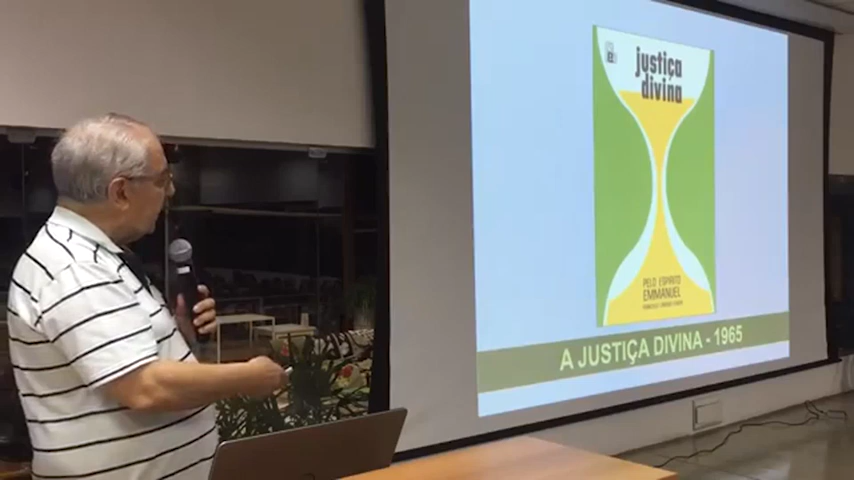 justiça
divina
PELO ESPÍRITO
EMMANUEL
A JUSTIÇA DIVINA - 1965